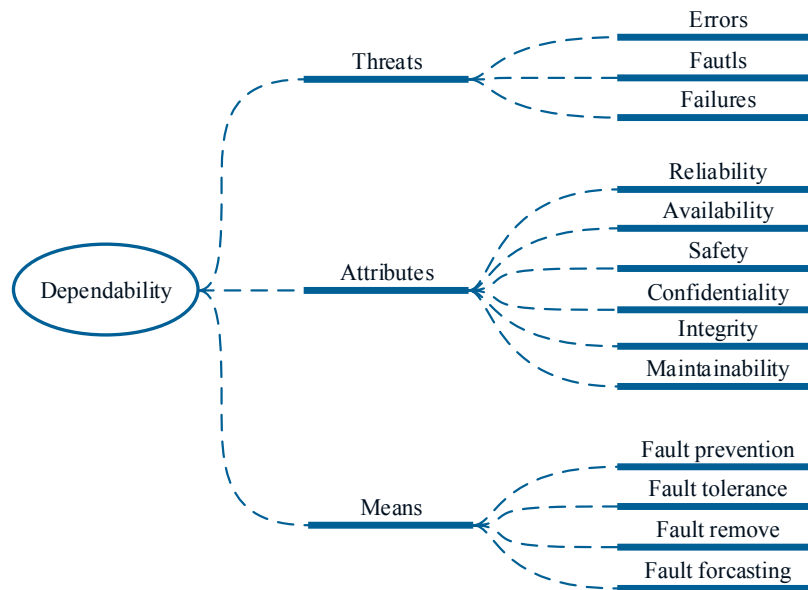 Errors
Threats
Fautls
Failures
Reliability
Availability
Safety
Dependability
Attributes
Confidentiality
Integrity
Maintainability
Fault prevention
Fault tolerance
Means
Fault remove
Fault forcasting